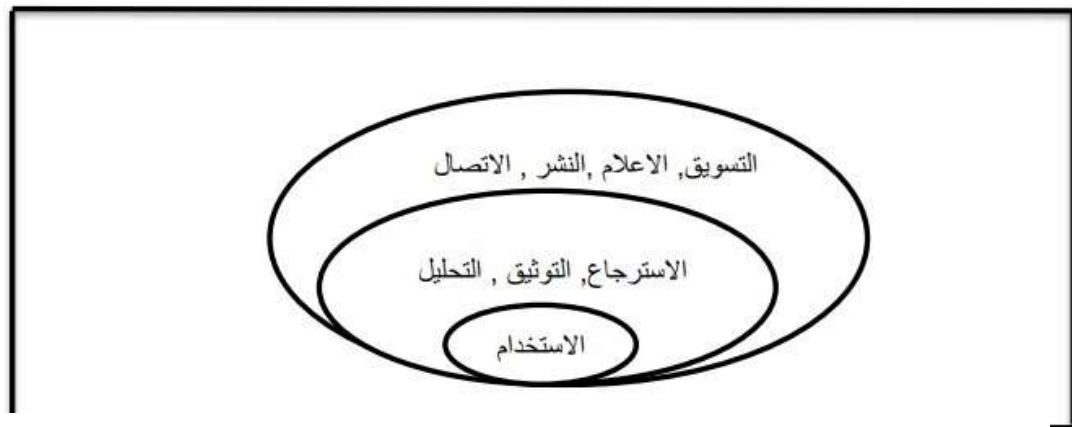 التسويق, الاعلام ,النشر , الاتصال
الاسترجاع, التوثيق , التحليل
الاستخدام